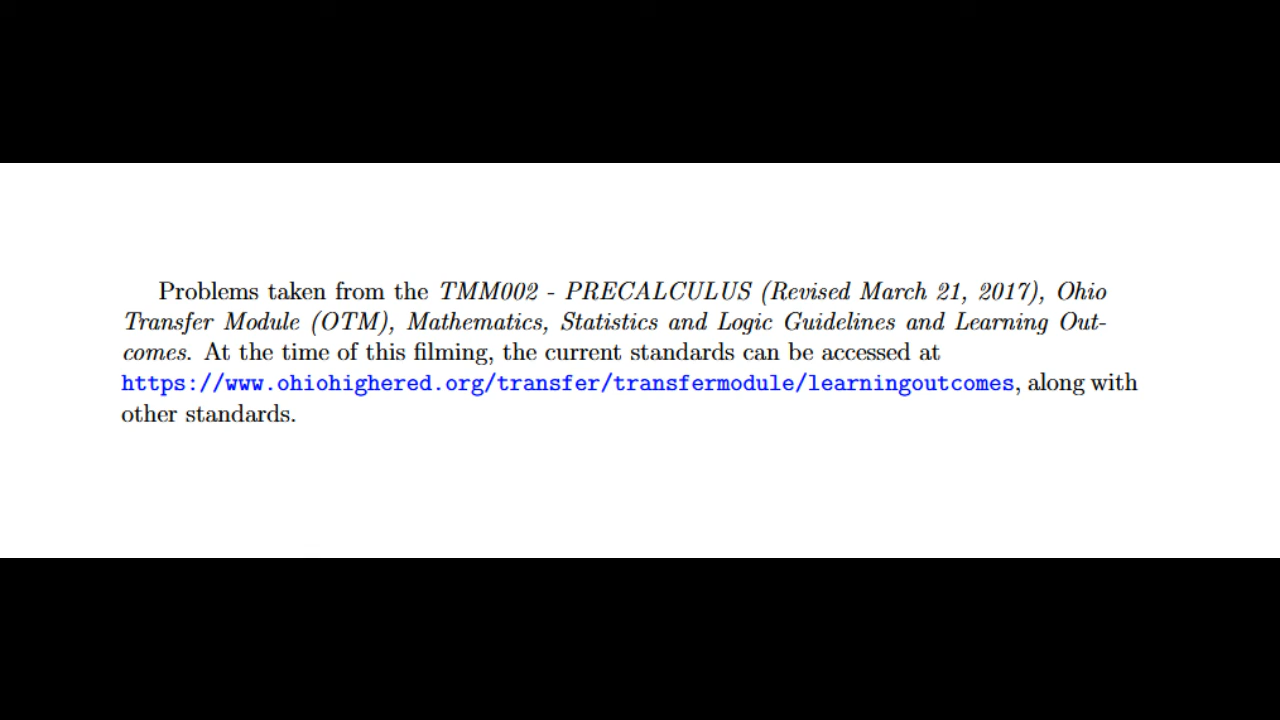 Problems taken from the TMM002 - PRECALCULUS (Revised March 21, 2017), Ohio
Transfer Module (OTM), Mathematics, Statistics and Logic Guidelines and Learning Out-
comes. At the time of this filming, the current standards can be accessed at
https://www.ohiohighered.org/transfer/transfermodule/learningoutcomes, along with
other standards.